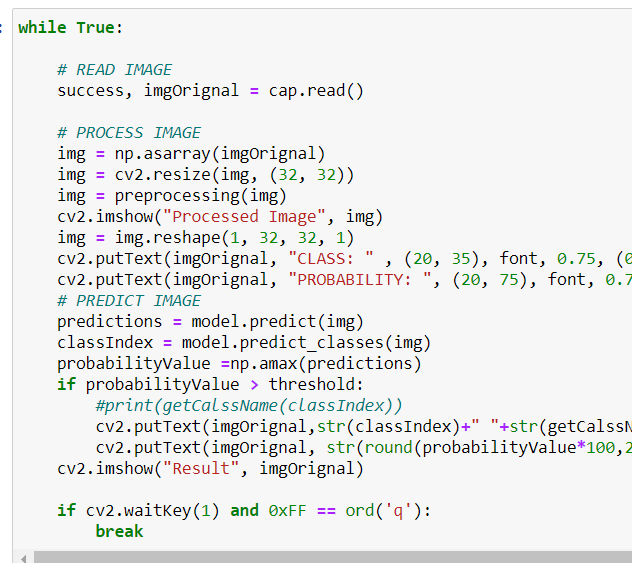 while True:
# READ IMAGE
success, imgOrignal = cap.read()
# PROCESS IMAGE
img = np.asarray(imgOrignal)
img = cv2.resize(img, (32, 32))
img = preprocessing(img)
cv2.imshow("Processed Image", img)
img = img.reshape(1, 32, 32, 1)
cv2.putText(imgOrignal, "CLASS: " , (20, 35), font, 0.75, (0
cv2.putText(imgOrignal, "PROBABILITY: ", (20, 75), font, 0.7
# PREDICT IMAGE
predictions = model.predict(img)
classIndex = model.predict_classes(img)
probabilityValue =np.amax(predictions)
if probabilityValue > threshold:
#print(getCalssName(classIndex))
cv2.putText(imgOrignal,str(classIndex)+" "+str(getCalssN
cv2.putText(imgOrignal, str(round(probabilityValue*100,2
cv2.imshow("Result", imgOrignal)
if cv2.waitKey(1) and 0xFF == ord('q'):
break